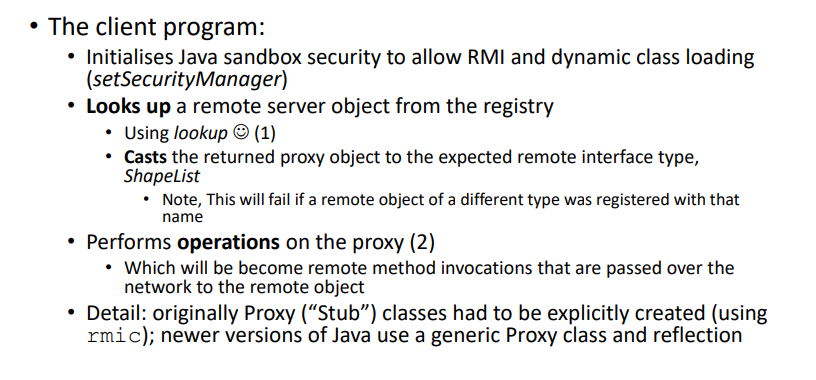 • The client program:
• Initialises Java sandbox security to allow RMI and dynamic class loading
(setSecurityManager)
• Looks up a remote server object from the registry
• Using lookup ☺ (1)
• Casts the returned proxy object to the expected remote interface type,
ShapeList
• Note, This will fail if a remote object of a different type was registered with that
name
• Performs operations on the proxy (2)
• Which will be become remote method invocations that are passed over the
network to the remote object
• Detail: originally Proxy (“Stub”) classes had to be explicitly created (using
rmic); newer versions of Java use a generic Proxy class and reflection